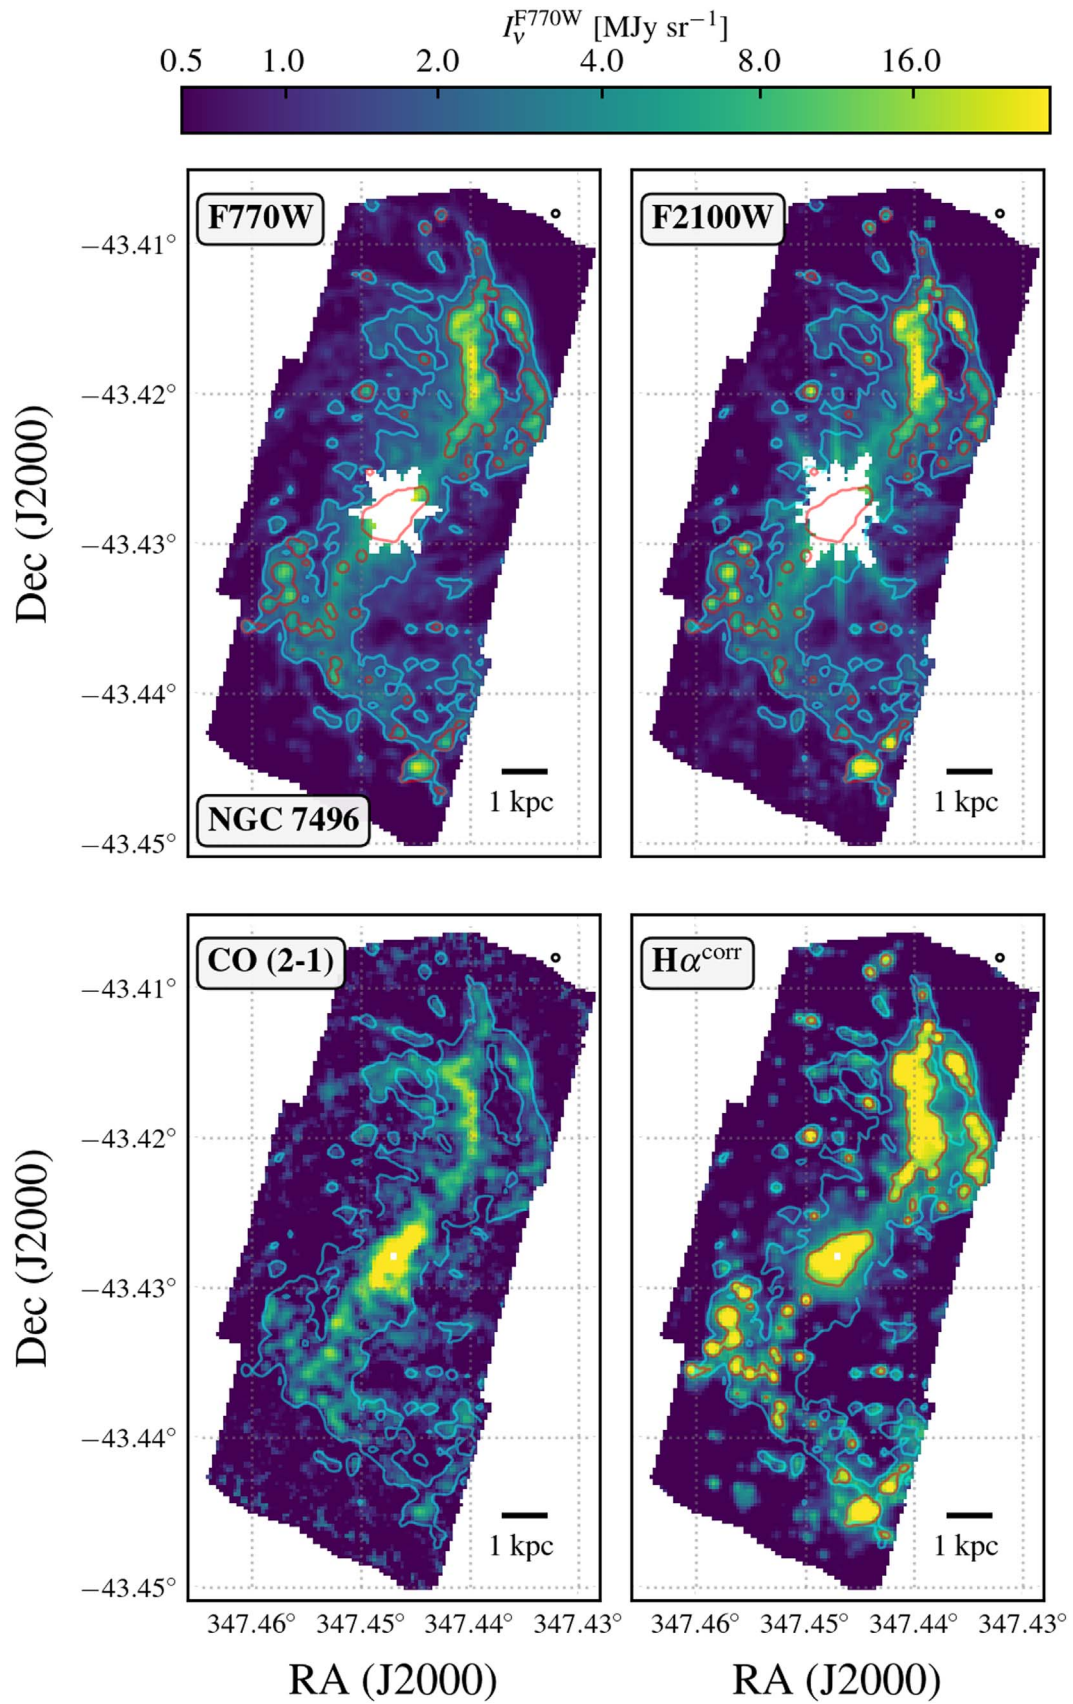 I_ν^F770W [MJy sr⁻¹]
0.5 1.0 2.0 4.0 8.0 16.0
F770W
F2100W
−43.41°
−43.42°
−43.43°
−43.44°
−43.45°
Dec (J2000)
1 kpc
1 kpc
NGC 7496
CO (2-1)
Hα^corr
−43.41°
−43.42°
−43.43°
−43.44°
−43.45°
Dec (J2000)
1 kpc
1 kpc
347.46° 347.45° 347.44° 347.43°
347.46° 347.45° 347.44° 347.43°
RA (J2000)
RA (J2000)